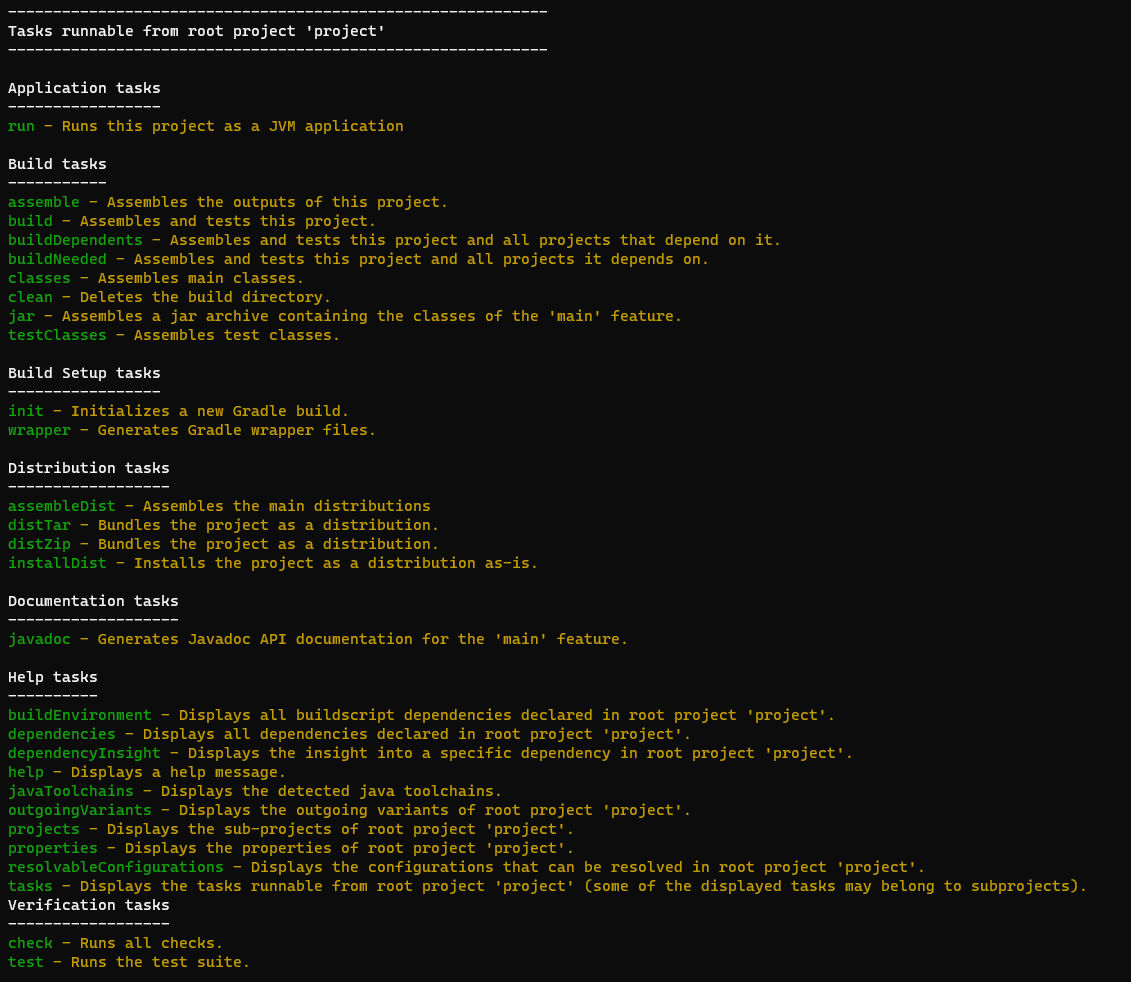 ------------------------------------------------------------
Tasks runnable from root project 'project'
------------------------------------------------------------

Application tasks
-----------------
run - Runs this project as a JVM application

Build tasks
-----------
assemble - Assembles the outputs of this project.
build - Assembles and tests this project.
buildDependents - Assembles and tests this project and all projects that depend on it.
buildNeeded - Assembles and tests this project and all projects it depends on.
classes - Assembles main classes.
clean - Deletes the build directory.
jar - Assembles a jar archive containing the classes of the 'main' feature.
testClasses - Assembles test classes.

Build Setup tasks
-----------------
init - Initializes a new Gradle build.
wrapper - Generates Gradle wrapper files.

Distribution tasks
------------------
assembleDist - Assembles the main distributions
distTar - Bundles the project as a distribution.
distZip - Bundles the project as a distribution.
installDist - Installs the project as a distribution as-is.

Documentation tasks
-------------------
javadoc - Generates Javadoc API documentation for the 'main' feature.

Help tasks
----------
buildEnvironment - Displays all buildscript dependencies declared in root project 'project'.
dependencies - Displays all dependencies declared in root project 'project'.
dependencyInsight - Displays the insight into a specific dependency in root project 'project'.
help - Displays a help message.
javaToolchains - Displays the detected java toolchains.
outgoingVariants - Displays the outgoing variants of root project 'project'.
projects - Displays the sub-projects of root project 'project'.
properties - Displays the properties of root project 'project'.
resolvableConfigurations - Displays the configurations that can be resolved in root project 'project'.
tasks - Displays the tasks runnable from root project 'project' (some of the displayed tasks may belong to subprojects).
Verification tasks
------------------
check - Runs all checks.
test - Runs the test suite.